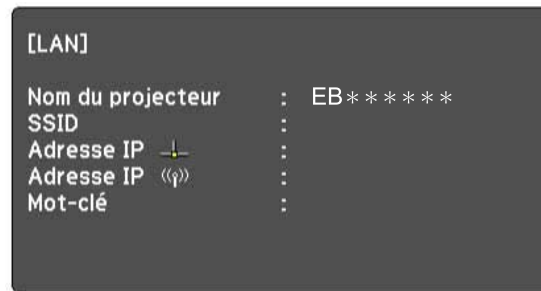 [LAN]
Nom du projecteur : EB******
SSID :
Adresse IP :
Adresse IP :
Mot-clé :